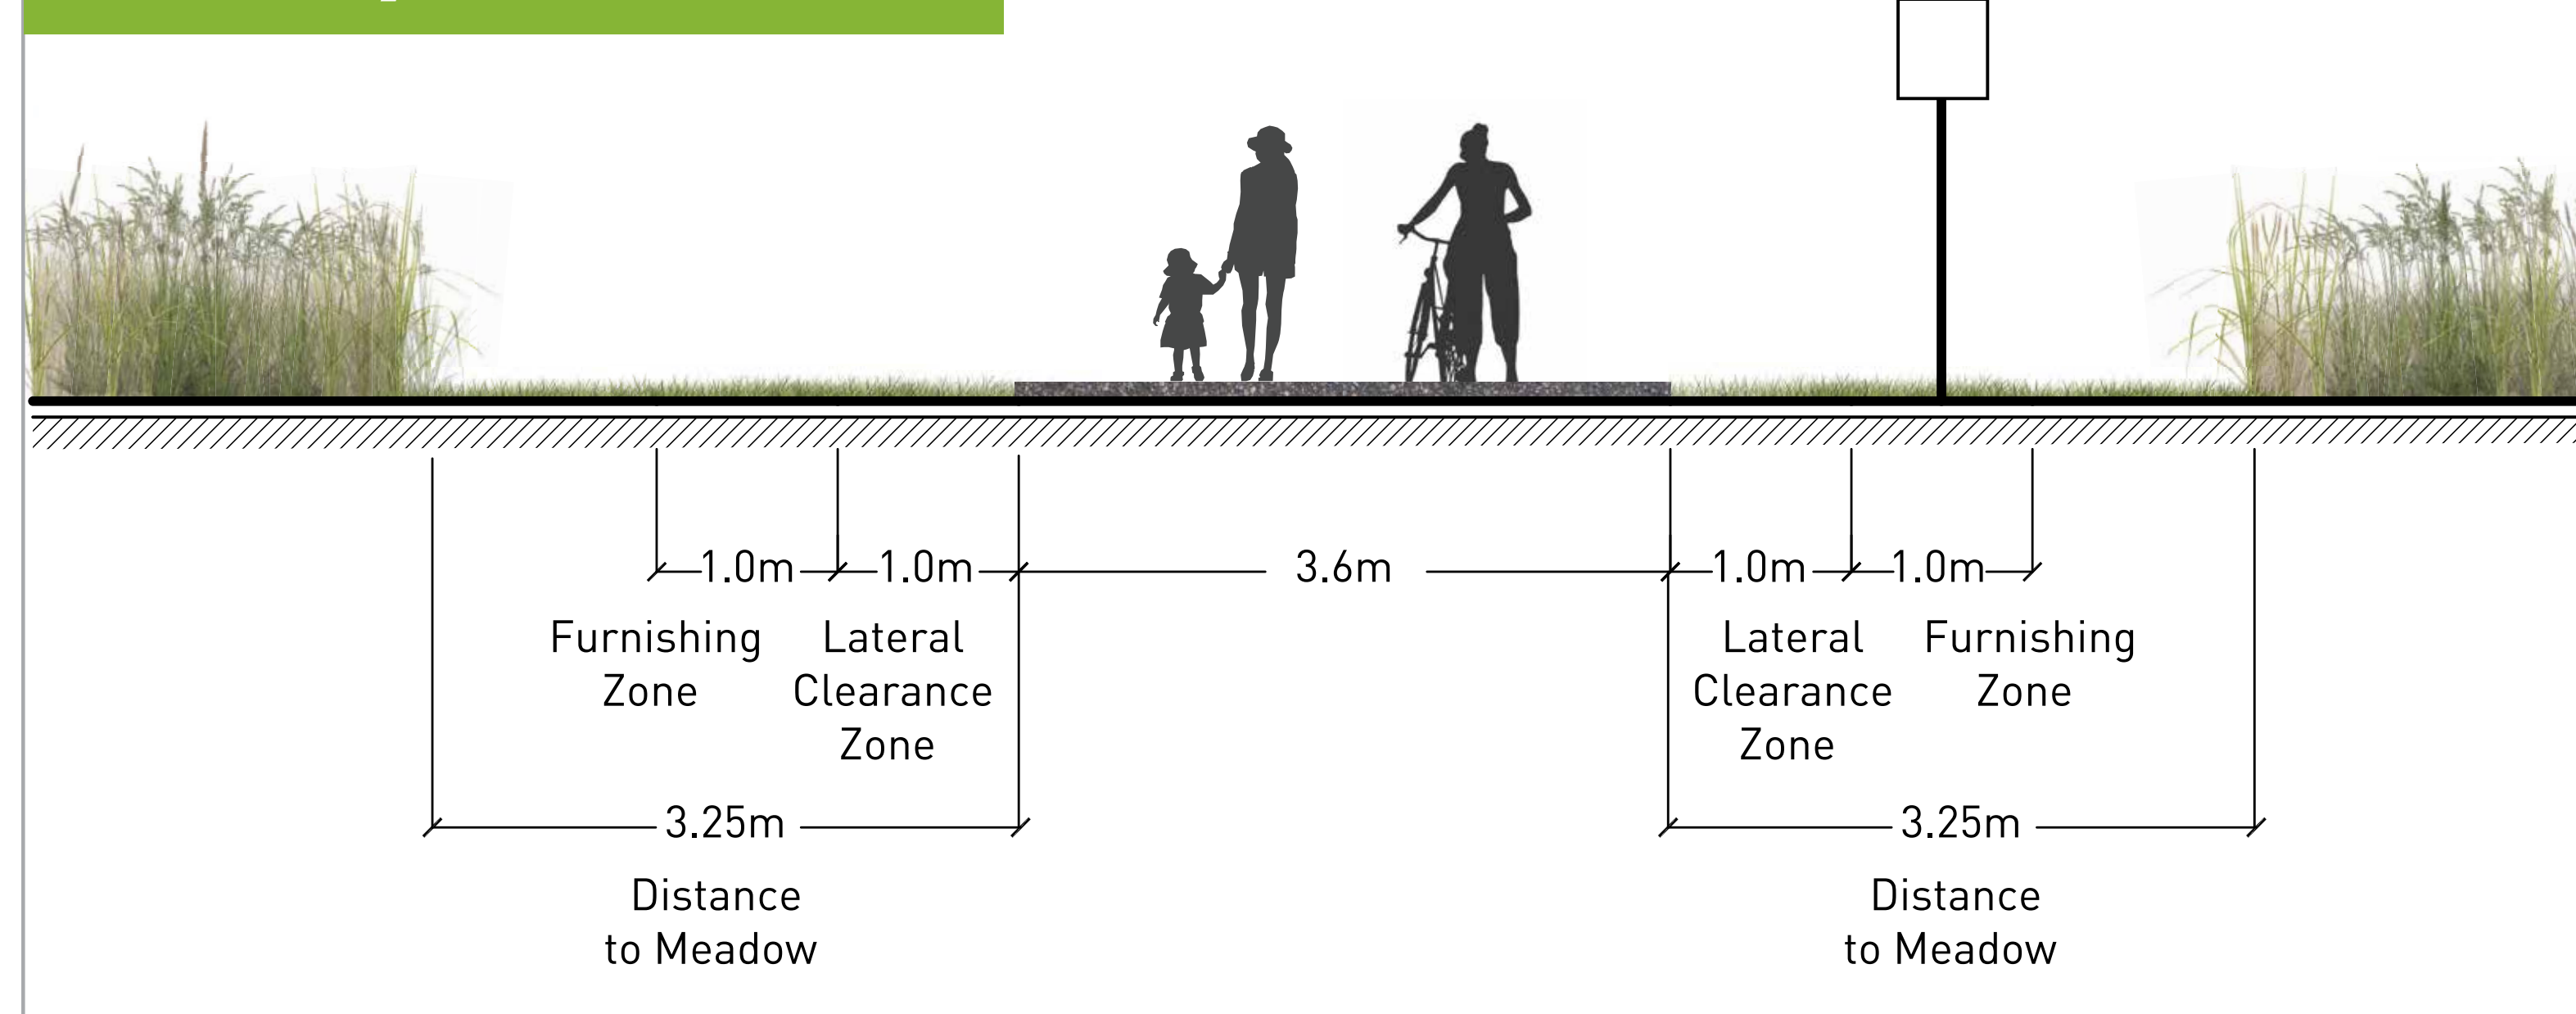 1.0m 1.0m 3.6m 1.0m 1.0m
Furnishing
Zone
Lateral
Clearance
Zone
Lateral
Clearance
Zone
Furnishing
Zone
3.25m
3.25m
Distance
to Meadow
Distance
to Meadow